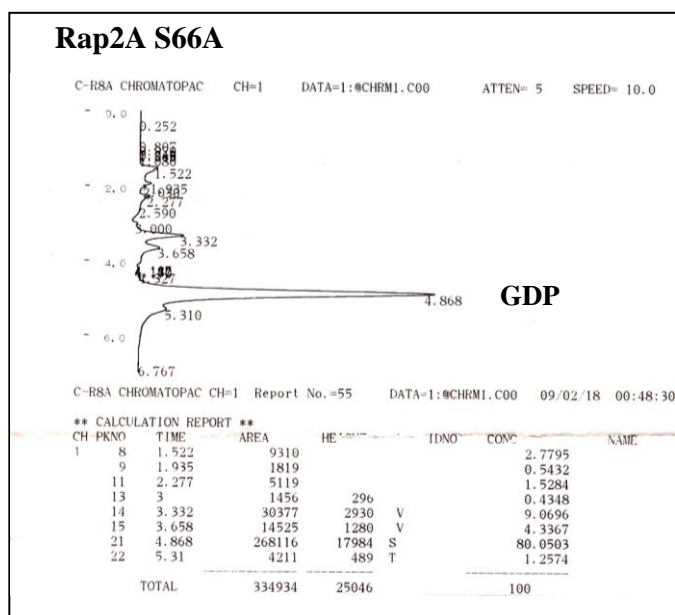 Rap2A S66A
C-R8A CHROMATOPAC CH=1 DATA=1:@CHRM1.C00 ATTEN= 5 SPEED= 10.0
0.0
0.252
0.807
1.522
2.0
1.935
2.277
2.590
3.000
3.332
3.658
4.0
4.868 GDP
5.310
6.0
6.767
C-R8A CHROMATOPAC CH=1 Report No.=55 DATA=1:@CHRM1.C00 09/02/18 00:48:30
** CALCULATION REPORT **
CH PKNO TIME AREA IDNO CONC NAME
1 8 1.522 9310 2.7795
9 1.935 1819 0.5432
11 2.277 5119 1.5284
13 3 1456 296 0.4348
14 3.332 30377 2930 V 9.0696
15 3.658 14525 1280 V 4.3367
21 4.868 268116 17984 S 80.0503
22 5.31 4211 489 T 1.2574
TOTAL 334934 25046 100